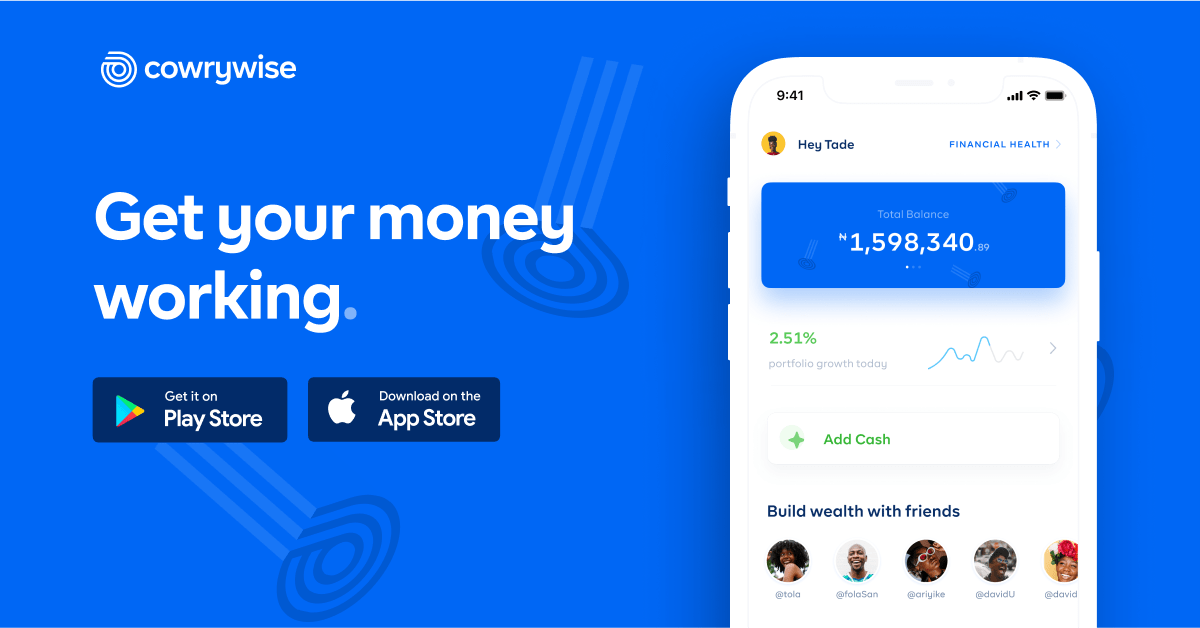 cowrywise
Get your money
working.
Get it on
Play Store
Download on the
App Store
9:41
Hey Tade
FINANCIAL HEALTH
Total Balance
₦1,598,340.89
2.51%
portfolio growth today
Add Cash
Build wealth with friends
@tola
@folaSan
@ariyike
@davidU
@david